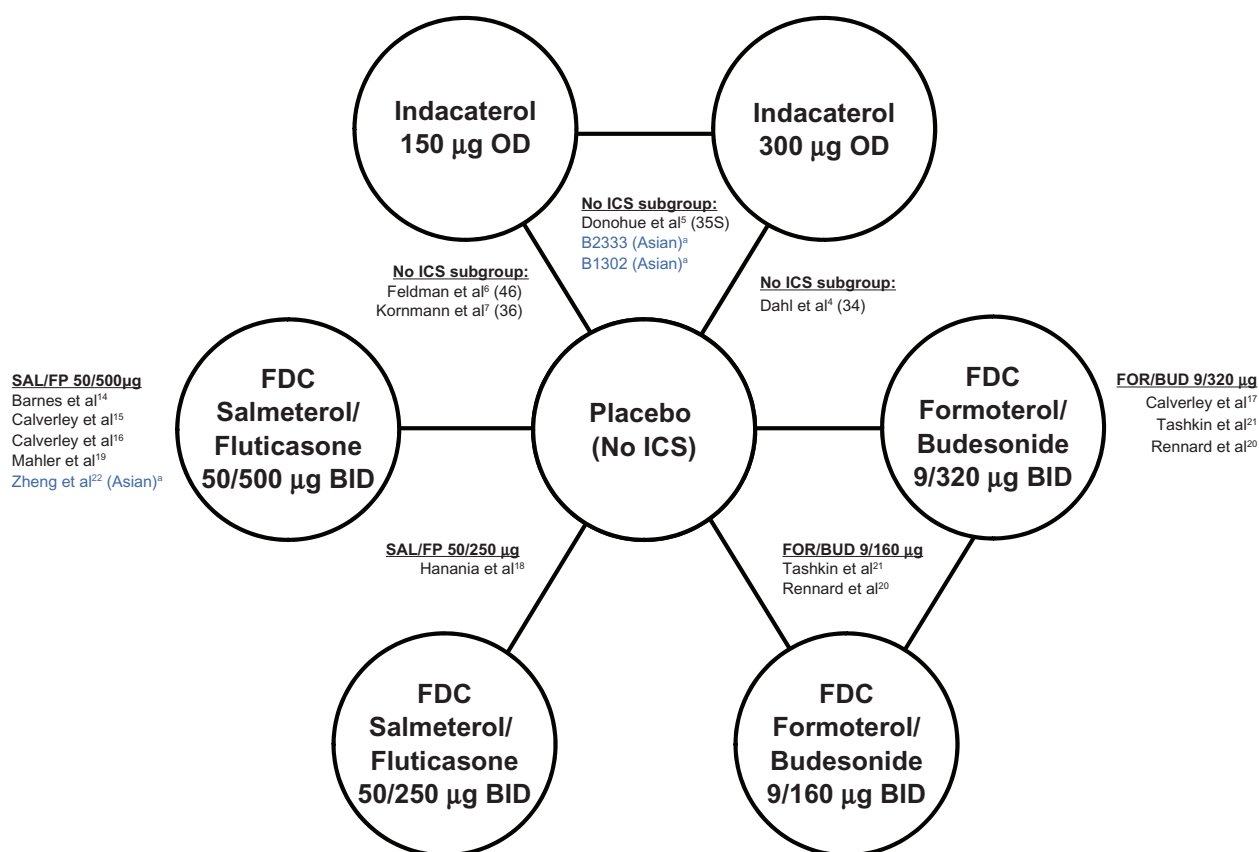 Indacaterol
150 μg OD
Indacaterol
300 μg OD
No ICS subgroup:
Donohue et al⁵ (35S)
B2333 (Asian)ᵃ
B1302 (Asian)ᵃ
No ICS subgroup:
Feldman et al⁶ (46)
Kornmann et al⁷ (36)
No ICS subgroup:
Dahl et al⁴ (34)
SAL/FP 50/500μg
Barnes et al¹⁴
Calverley et al¹⁵
Calverley et al¹⁶
Mahler et al¹⁹
Zheng et al²² (Asian)ᵃ
FDC
Salmeterol/
Fluticasone
50/500 μg BID
Placebo
(No ICS)
FDC
Formoterol/
Budesonide
9/320 μg BID
FOR/BUD 9/320 μg
Calverley et al¹⁷
Tashkin et al²¹
Rennard et al²⁰
SAL/FP 50/250 μg
Hanania et al¹⁸
FOR/BUD 9/160 μg
Tashkin et al²¹
Rennard et al²⁰
FDC
Salmeterol/
Fluticasone
50/250 μg BID
FDC
Formoterol/
Budesonide
9/160 μg BID